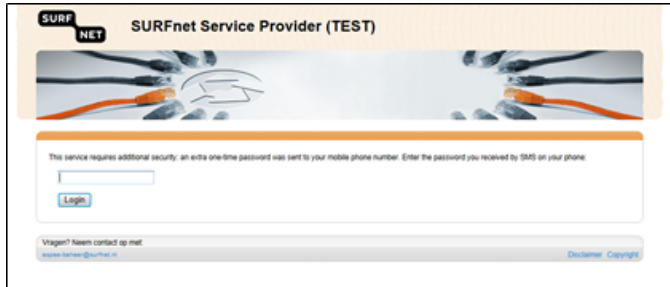 SURF
NET
SURFnet Service Provider (TEST)
This service requires additional security: an extra one-time password was sent to your mobile phone number. Enter the password you received by SMS on your phone:
Login
Vragen? Neem contact op met:
Disclaimer Copyright